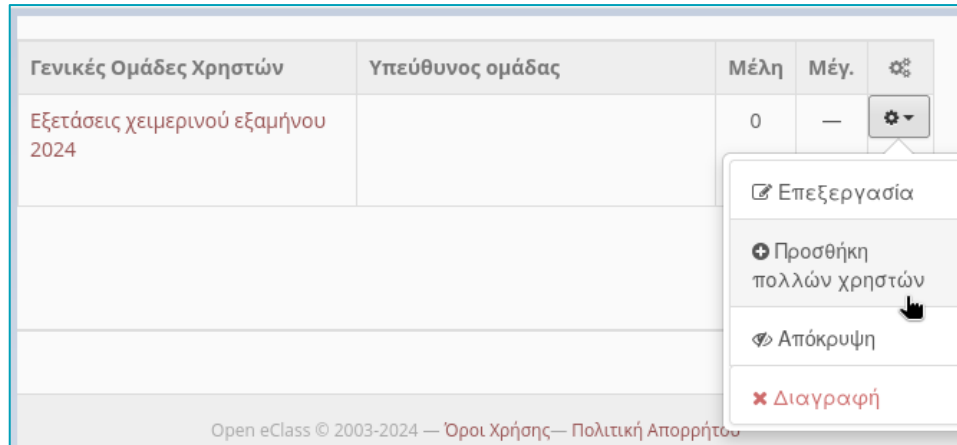 Γενικές Ομάδες Χρηστών Υπεύθυνος ομάδας Μέλη Μέγ.
Εξετάσεις χειμερινού εξαμήνου 0 —
2024
Επεξεργασία
Προσθήκη
πολλών χρηστών
Απόκρυψη
Διαγραφή
Open eClass © 2003-2024 — Όροι Χρήσης— Πολιτική Απορρήτου